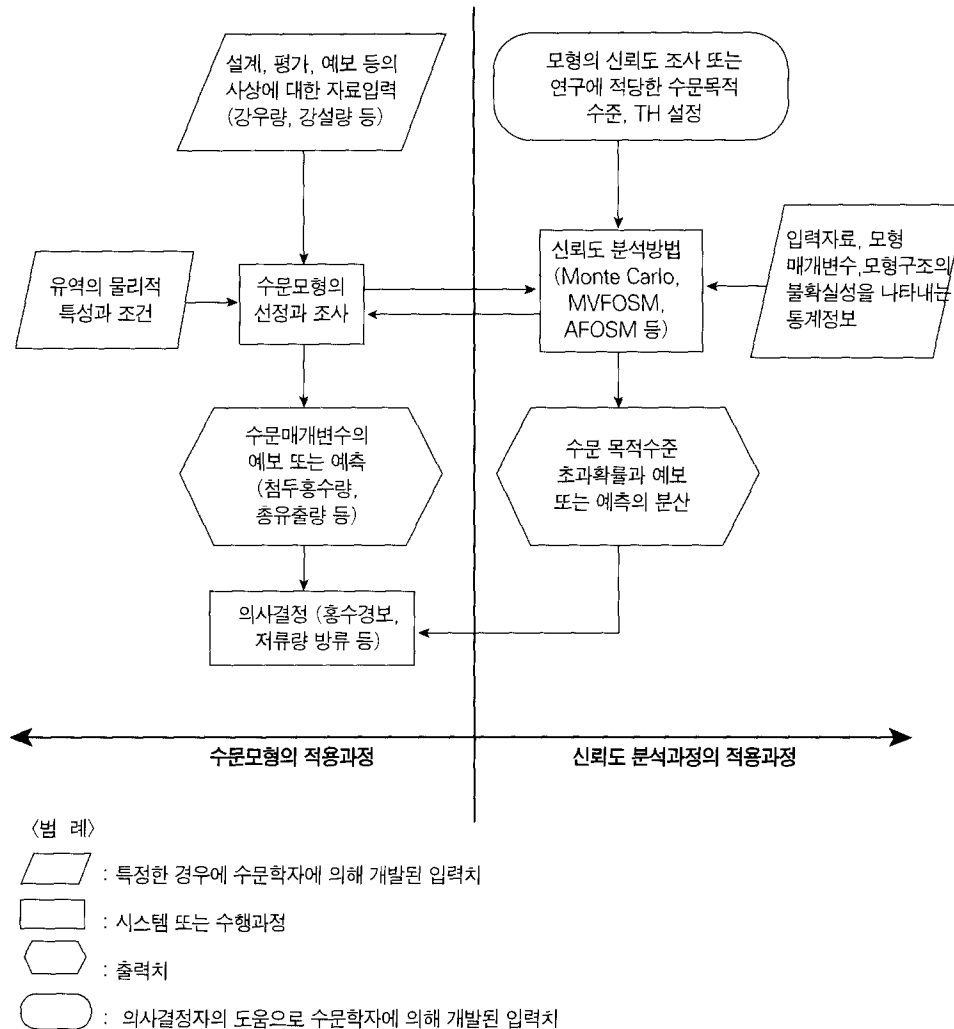 설계, 평가, 예보 등의
사상에 대한 자료입력
(강우량, 강설량 등)
모형의 신뢰도 조사 또는
연구에 적당한 수문목적
수준, TH 설정
유역의 물리적
특성과 조건
수문모형의
선정과 조사
신뢰도 분석방법
(Monte Carlo,
MVFOSM,
AFOSM 등)
입력자료, 모형
매개변수,모형구조의
불확실성을 나타내는
통계정보
수문매개변수의
예보 또는 예측
(첨두홍수량,
총유출량 등)
수문 목적수준
초과확률과 예보
또는 예측의 분산
의사결정 (홍수경보,
저류량 방류 등)
수문모형의 적용과정
신뢰도 분석과정의 적용과정
〈범 례〉
: 특정한 경우에 수문학자에 의해 개발된 입력치
: 시스템 또는 수행과정
: 출력치
: 의사결정자의 도움으로 수문학자에 의해 개발된 입력치